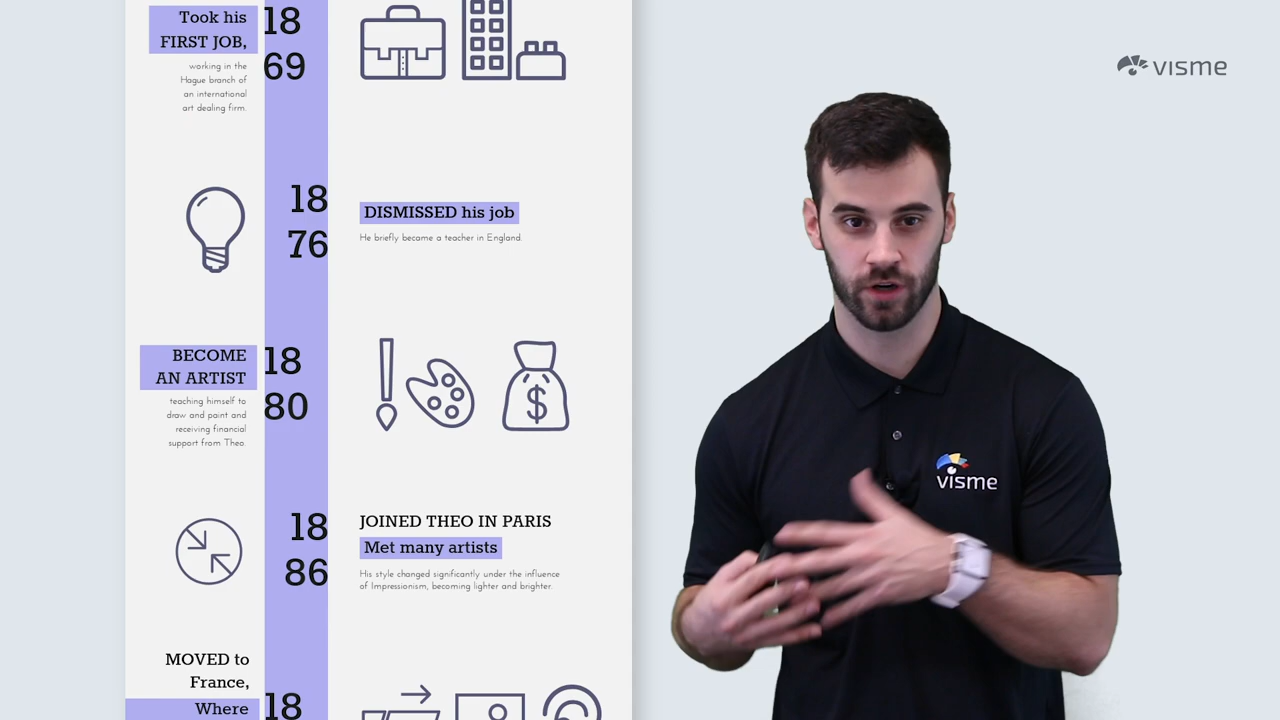 Took his
FIRST JOB,
working in the
Hague branch of
an international
art dealing firm.
18
69
18
76
DISMISSED his job
He briefly became a teacher in England.
BECOME
AN ARTIST
teaching himself to
draw and paint and
receiving financial
support from Theo.
18
80
18
86
JOINED THEO IN PARIS
Met many artists
His style changed significantly under the influence
of Impressionism, becoming lighter and brighter.
MOVED to
France,
Where
18
visme
visme